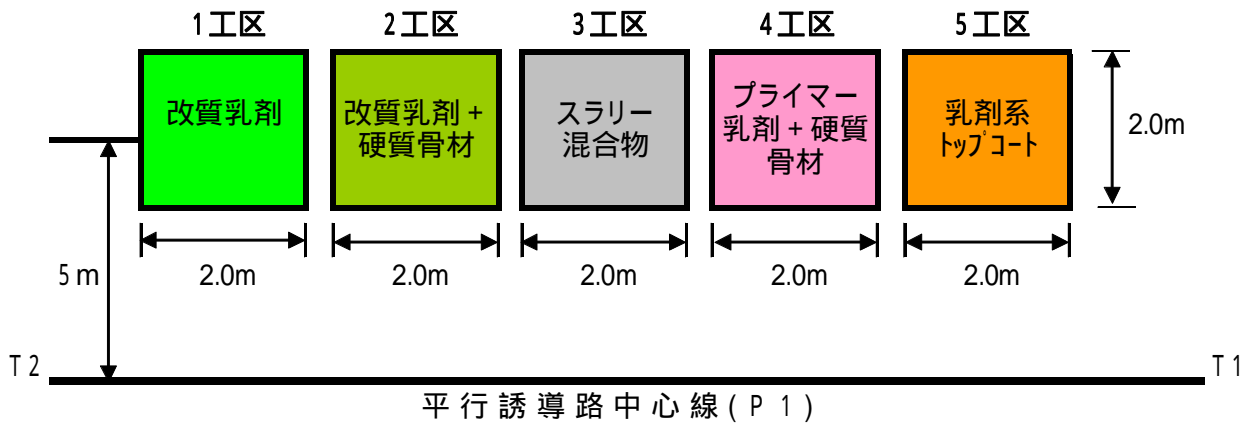 1工区 2工区 3工区 4工区 5工区
改質乳剤
改質乳剤+
硬質骨材
スラリー
混合物
プライマー
乳剤+硬質
骨材
乳剤系
トップコート
2.0m
5m
2.0m 2.0m 2.0m 2.0m 2.0m
T2
T1
平行誘導路中心線(P1)